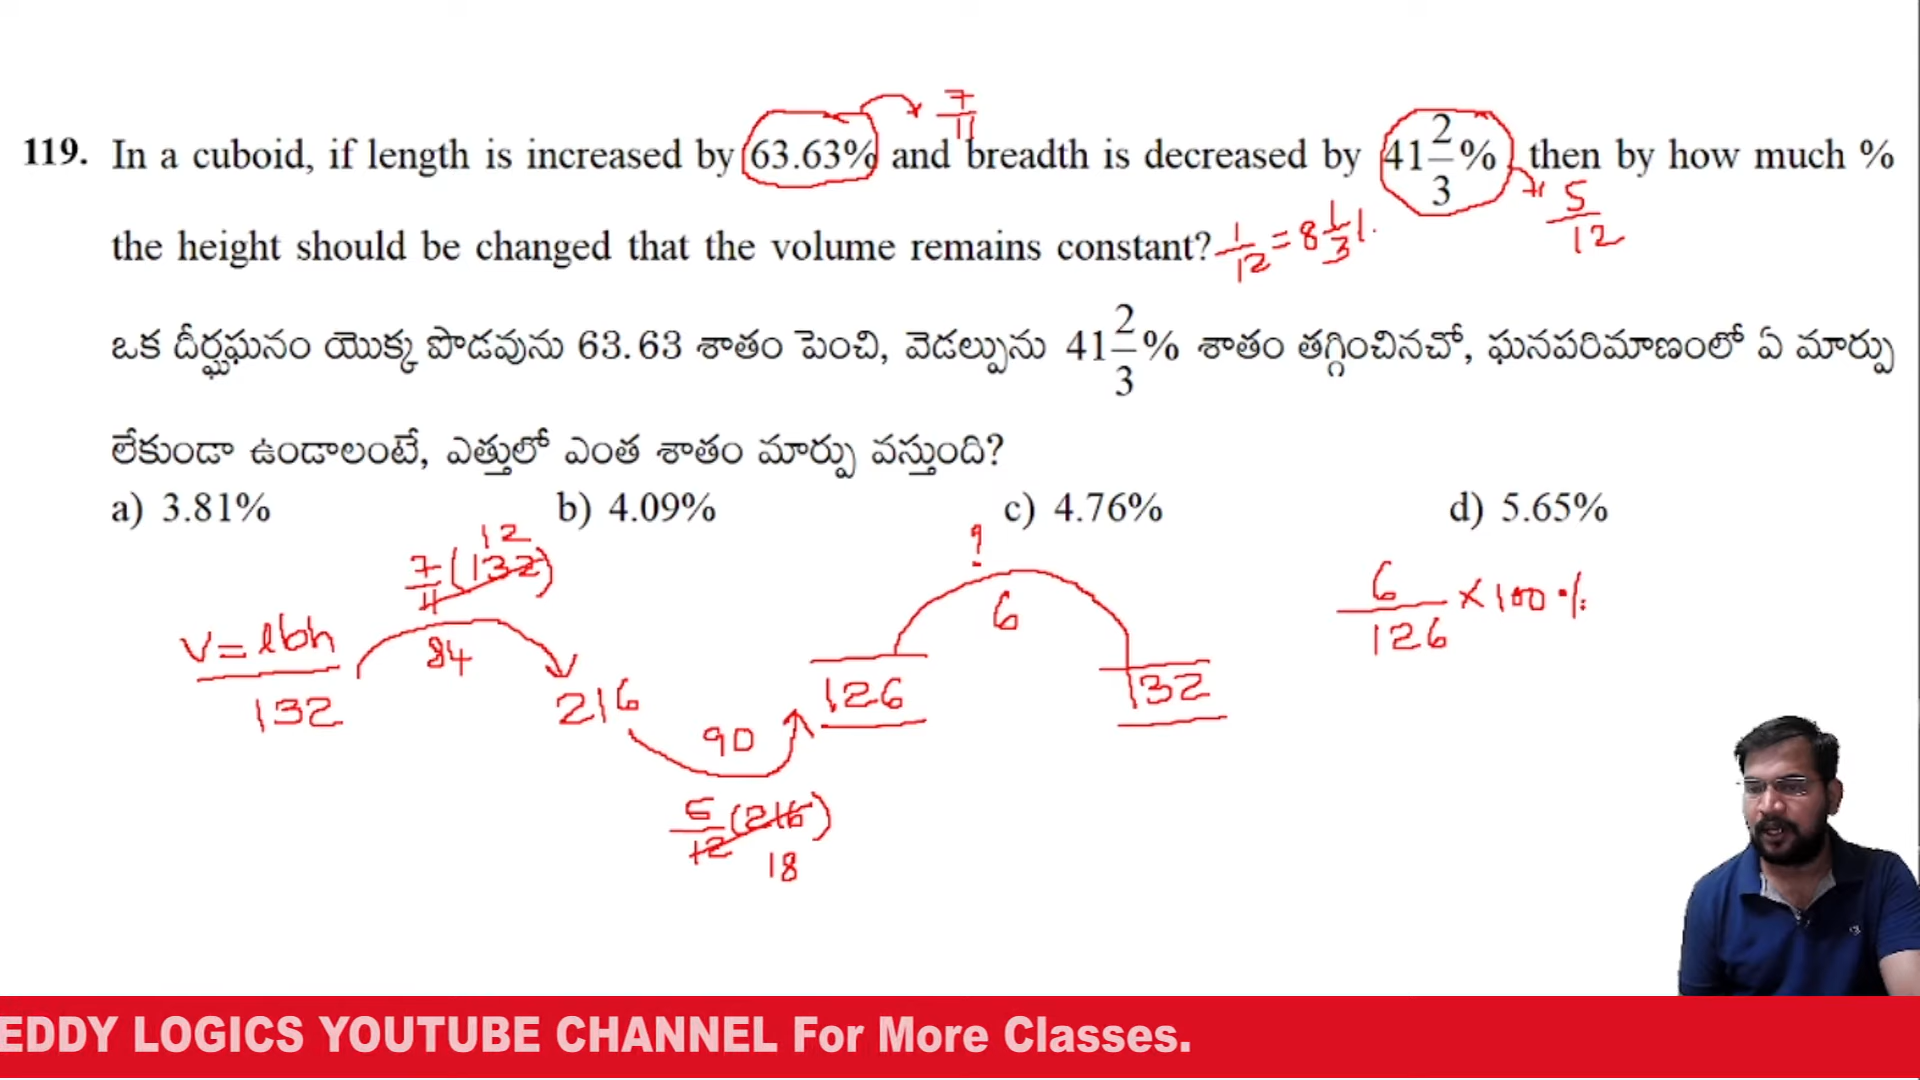 7/11
119. In a cuboid, if length is increased by 63.63% and breadth is decreased by 41 2/3 % then by how much %
5/12
the height should be changed that the volume remains constant? 1/12 = 8 1/3 %.
ఒక దీర్ఘఘనం యొక్క పొడవును 63.63 శాతం పెంచి, వెడల్పును 41 2/3 % శాతం తగ్గించినచో, ఘనపరిమాణంలో ఏ మార్పు
లేకుండా ఉండాలంటే, ఎత్తులో ఎంత శాతం మార్పు వస్తుంది?
a) 3.81% b) 4.09% c) 4.76% d) 5.65%
12 ?
7/11 (132) 6/126 × 100 %
V = lbh 84 6
132 216 126 132
90
5/12 (216)
18
EDDY LOGICS YOUTUBE CHANNEL For More Classes.